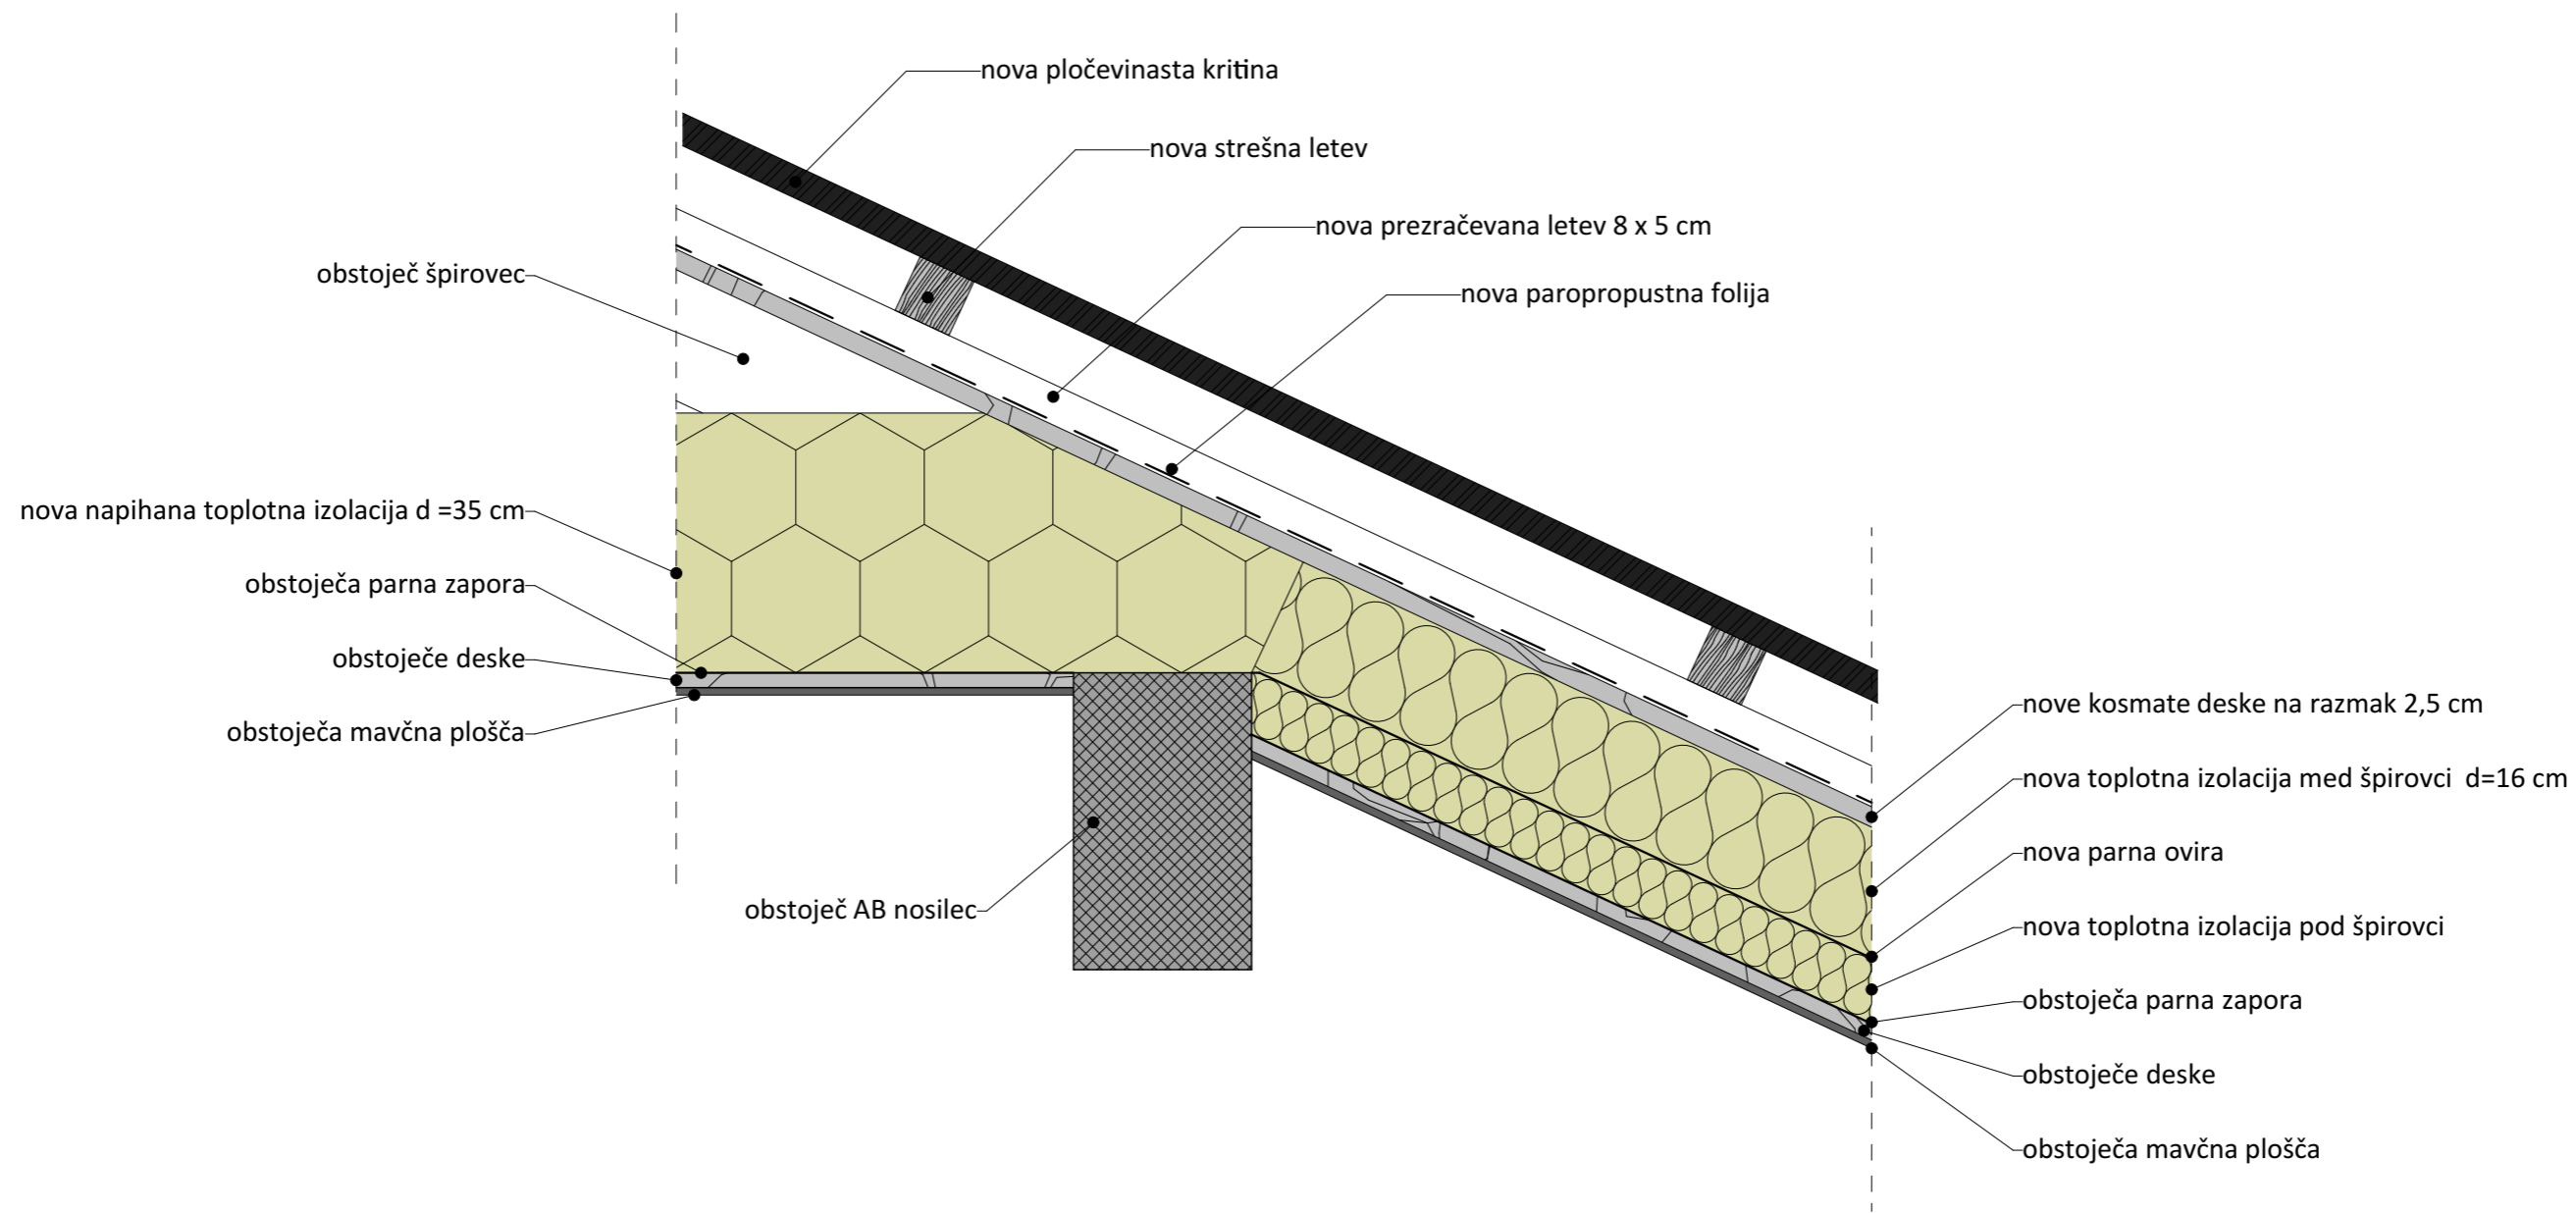 nova pločevinasta kritina
nova strešna letev
nova prezračevana letev 8 x 5 cm
nova paropropustna folija
obstoječ špirovec
nova napihana toplotna izolacija d =35 cm
obstoječa parna zapora
obstoječe deske
obstoječa mavčna plošča
obstoječ AB nosilec
nove kosmate deske na razmak 2,5 cm
nova toplotna izolacija med špirovci d=16 cm
nova parna ovira
nova toplotna izolacija pod špirovci
obstoječa parna zapora
obstoječe deske
obstoječa mavčna plošča